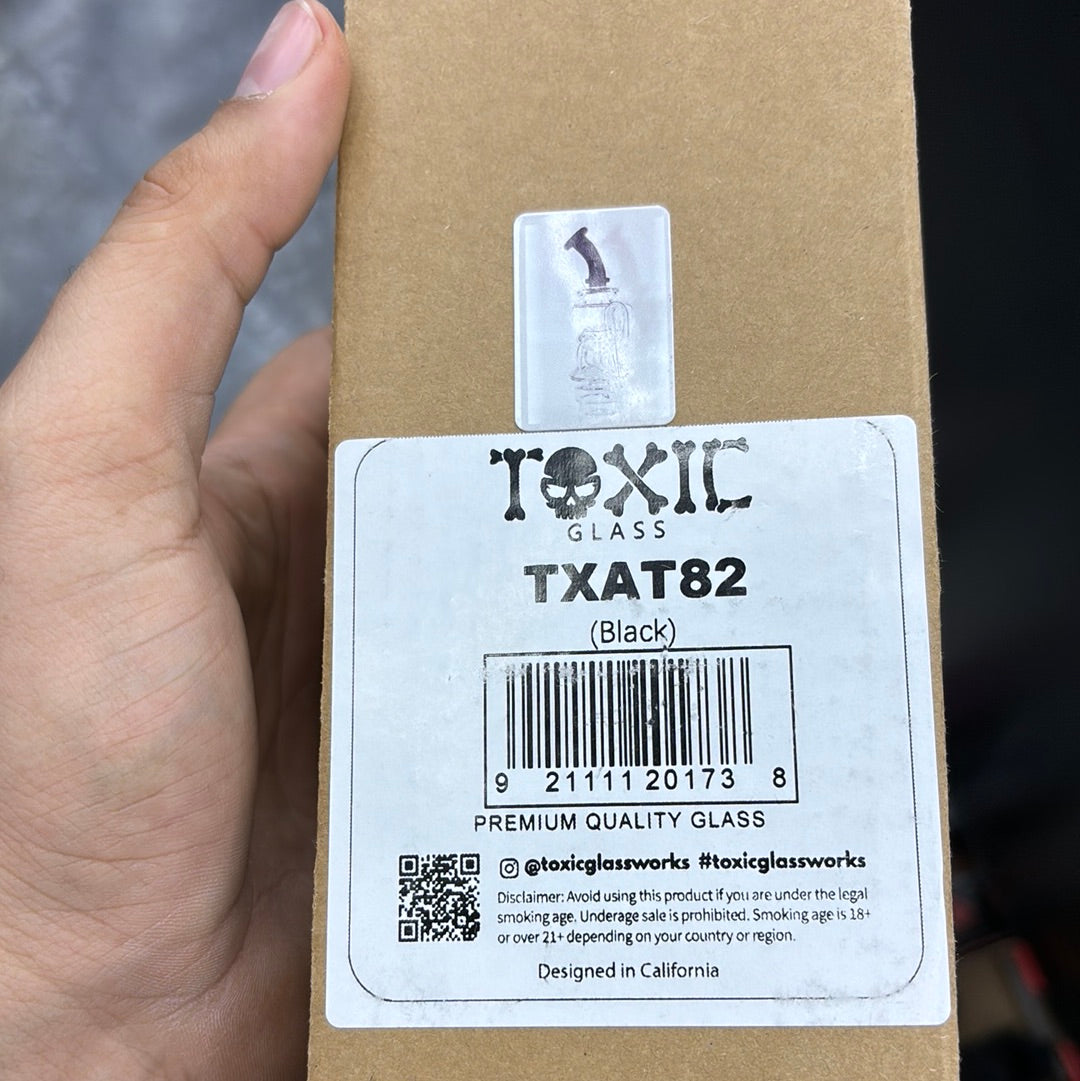 TOXIC
GLASS
TXAT82
(Black)
9 21111 20173 8
PREMIUM QUALITY GLASS
@toxicglassworks #toxicglassworks
Disclaimer: Avoid using this product if you are under the legal
smoking age. Underage sale is prohibited. Smoking age is 18+
or over 21+ depending on your country or region.
Designed in California